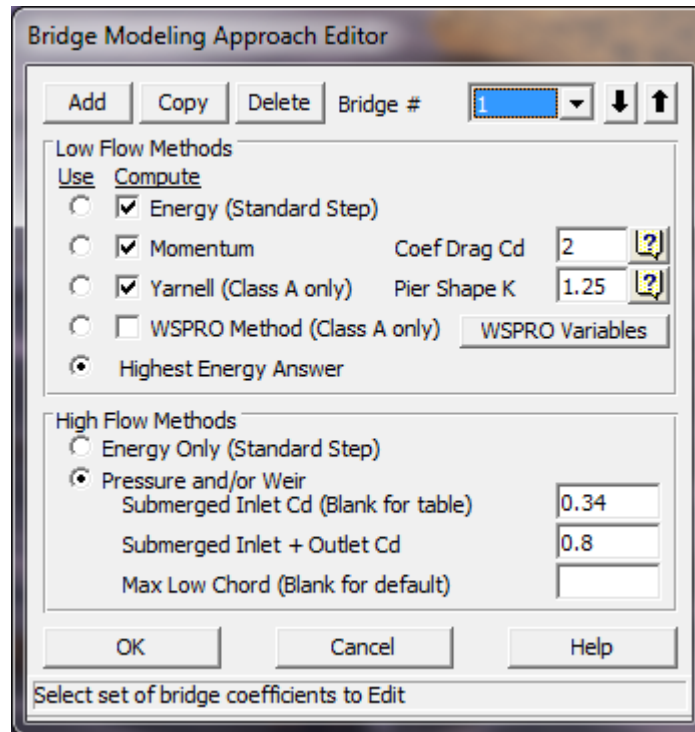 Bridge Modeling Approach Editor
Add Copy Delete Bridge # 1
Low Flow Methods
Use Compute
Energy (Standard Step)
Momentum Coef Drag Cd 2 ?
Yarnell (Class A only) Pier Shape K 1.25 ?
WSPRO Method (Class A only) WSPRO Variables
Highest Energy Answer
High Flow Methods
Energy Only (Standard Step)
Pressure and/or Weir
Submerged Inlet Cd (Blank for table) 0.34
Submerged Inlet + Outlet Cd 0.8
Max Low Chord (Blank for default)
OK Cancel Help
Select set of bridge coefficients to Edit